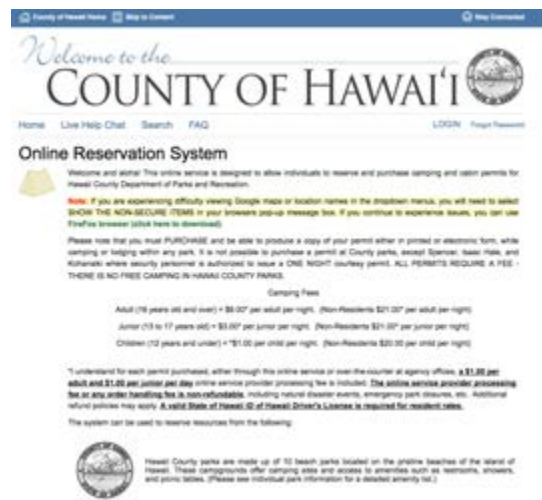 County of Hawaii Home Skip to Content Stay Connected
Welcome to the
COUNTY OF HAWAI'I
Home Live Help Chat Search FAQ LOGIN Forgot Password
Online Reservation System
Welcome and aloha! This online service is designed to allow individuals to reserve and purchase camping and cabin permits for
Hawaii County Department of Parks and Recreation.
Note: If you are experiencing difficulty viewing Google maps or location names in the dropdown menus, you will need to select
SHOW THE NON-SECURE ITEMS in your browsers pop-up message box. If you continue to experience issues, you can use
FireFox browser (click here to download)
Please note that you must PURCHASE and be able to produce a copy of your permit either in printed or electronic form, while
camping or lodging within any park. It is not possible to purchase a permit at County parks, except Spencer, Isaac Hale, and
Kohanaiki where security personnel is authorized to issue a ONE NIGHT courtesy permit. ALL PERMITS REQUIRE A FEE -
THERE IS NO FREE CAMPING IN HAWAII COUNTY PARKS.
Camping Fees
Adult (18 years old and over) = $6.00* per adult per night. (Non-Residents $21.00* per adult per night)
Junior (13 to 17 years old) = $3.00* per junior per night. (Non-Residents $21.00* per junior per night)
Children (12 years and under) = *$1.00 per child per night. (Non-Residents $20.00 per child per night)
*I understand for each permit purchased, either through this online service or over-the-counter at agency offices, a $1.00 per
adult and $1.00 per junior per day online service provider processing fee is included. The online service provider processing
fee or any order handling fee is non-refundable, including natural disaster events, emergency park closures, etc. Additional
refund policies may apply. A valid State of Hawaii ID of Hawaii Driver's License is required for resident rates.
The system can be used to reserve resources from the following:
Hawaii County parks are made up of 10 beach parks located on the pristine beaches of the island of
Hawaii. These campgrounds offer camping sites and access to amenities such as restrooms, showers,
and picnic tables. (Please see individual park information for a detailed amenity list.)